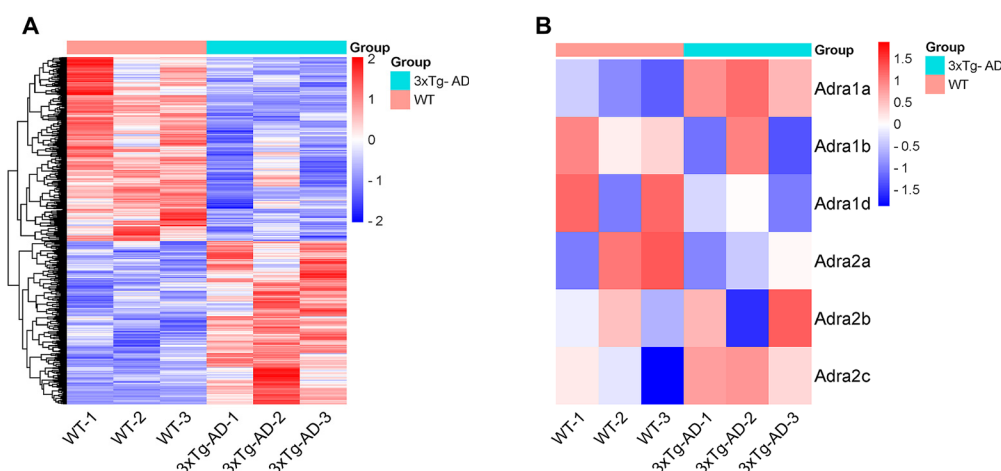 A
Group
2
1
0
- 1
- 2
Group
3xTg- AD
WT
WT-1
WT-2
WT-3
3xTg-AD-1
3xTg-AD-2
3xTg-AD-3
B
Group
Adra1a
Adra1b
Adra1d
Adra2a
Adra2b
Adra2c
1.5
1
0.5
0
- 0.5
- 1
- 1.5
Group
3xTg- AD
WT
WT-1
WT-2
WT-3
3xTg-AD-1
3xTg-AD-2
3xTg-AD-3